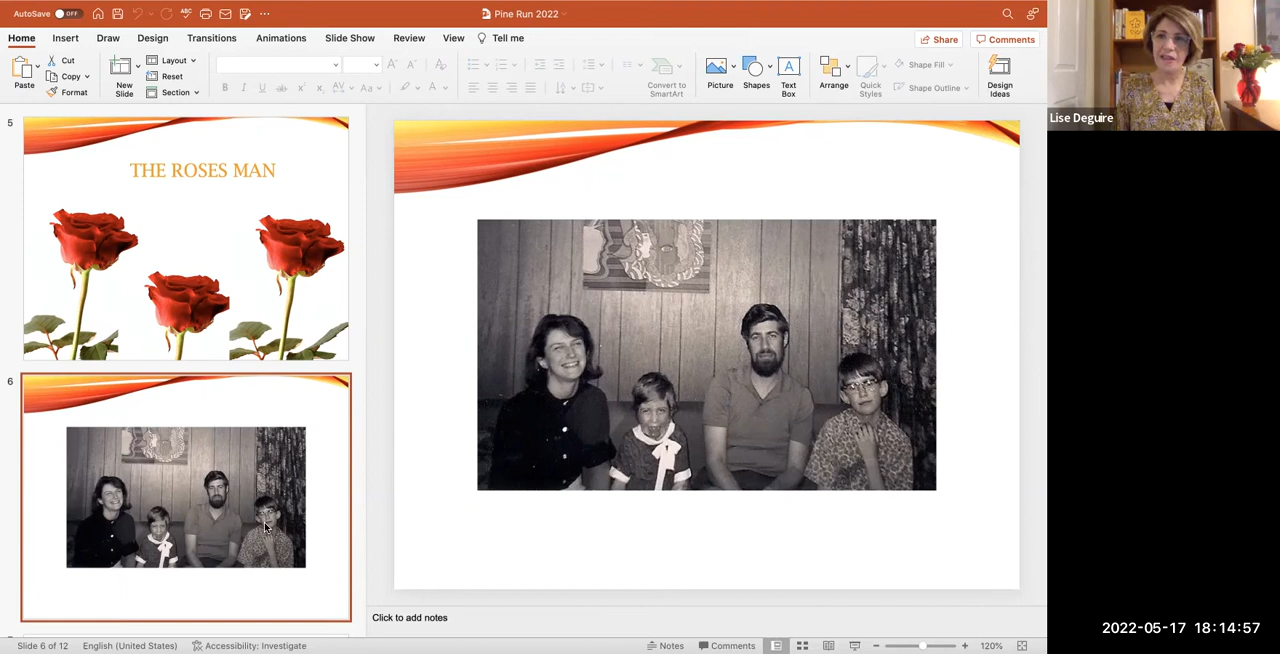 AutoSave OFF
Pine Run 2022
Home Insert Draw Design Transitions Animations Slide Show Review View Tell me
Share Comments
Paste
Cut
Copy
Format
New
Slide
Layout
Reset
Section
Convert to
SmartArt
Picture
Shapes
Text
Box
Arrange
Quick
Styles
Shape Fill
Shape Outline
Design
Ideas
Lise Deguire
5
THE ROSES MAN
6
Click to add notes
Slide 6 of 12 English (United States) Accessibility: Investigate Notes Comments 120%
2022-05-17 18:14:57